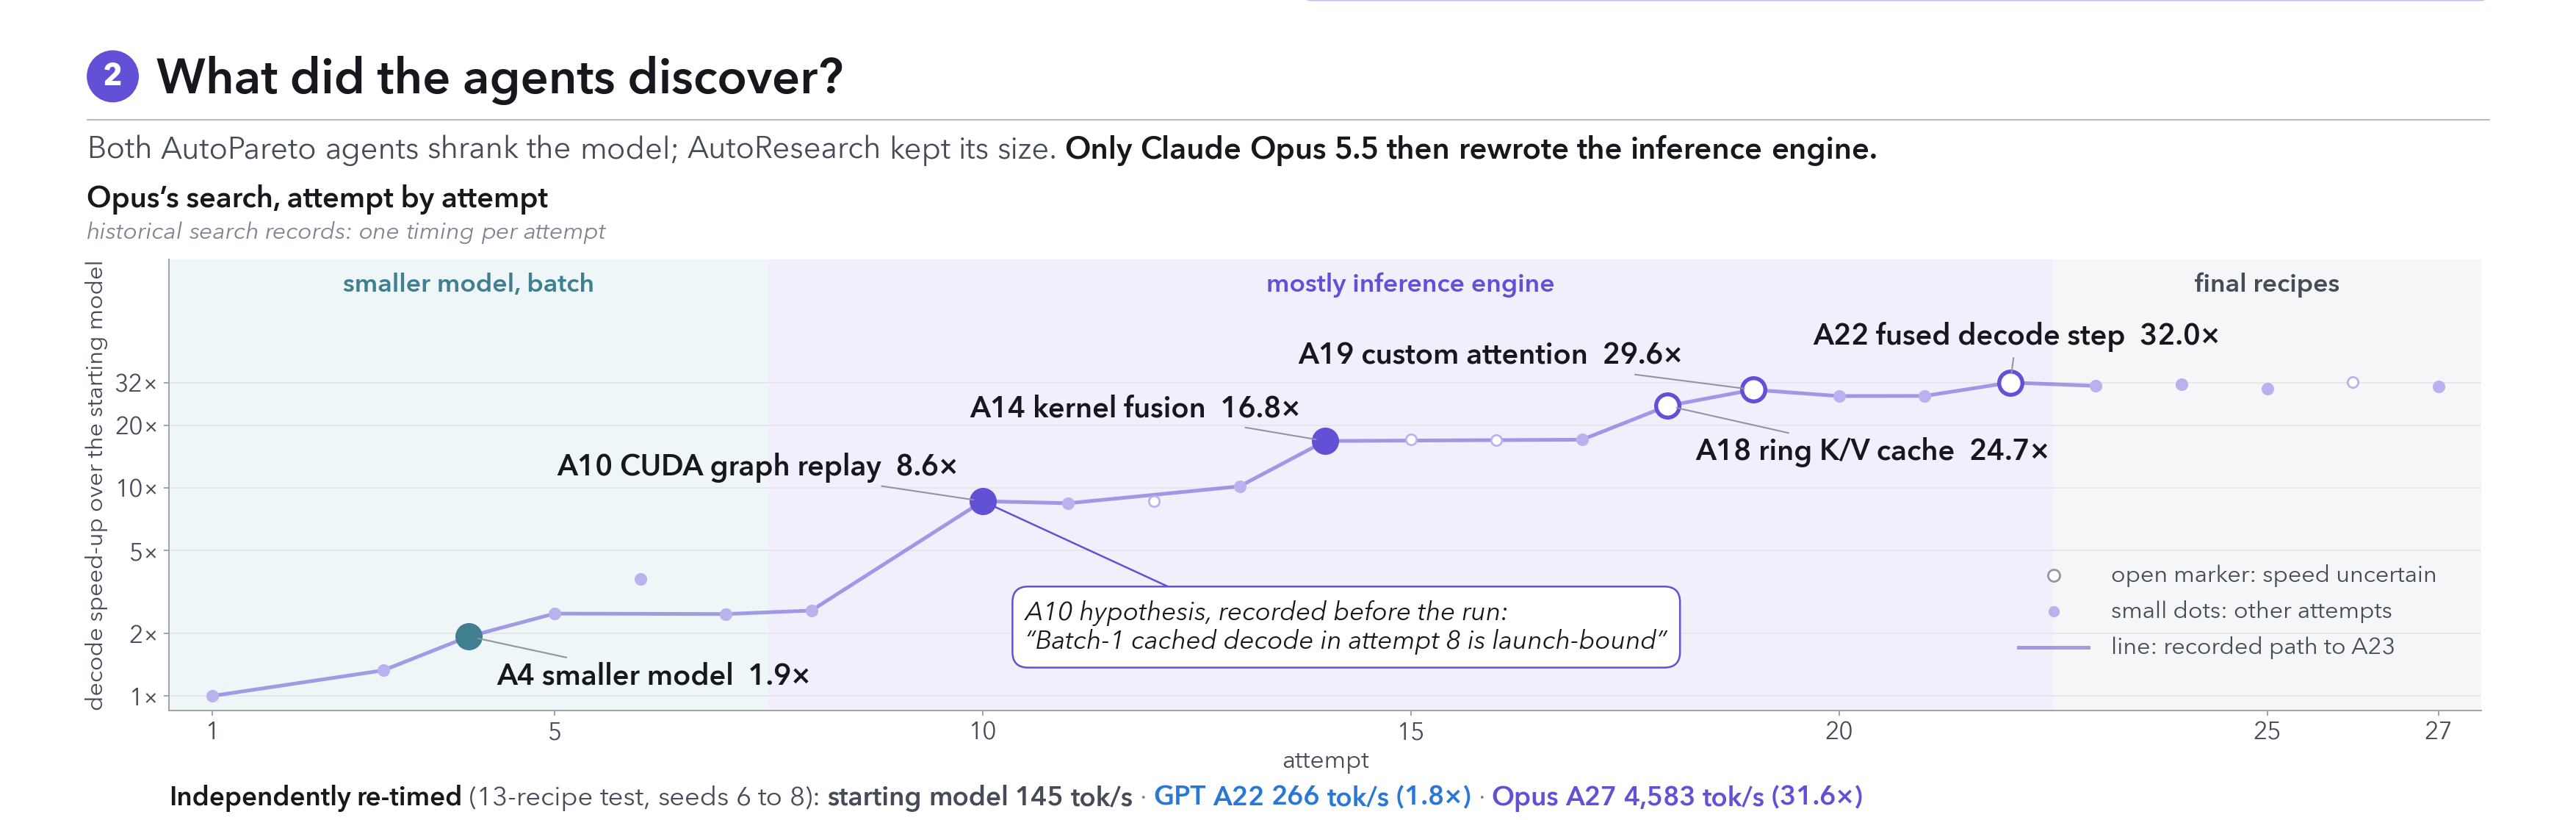 2 What did the agents discover?
Both AutoPareto agents shrank the model; AutoResearch kept its size. Only Claude Opus 5.5 then rewrote the inference engine.
Opus’s search, attempt by attempt
historical search records: one timing per attempt
decode speed-up over the starting model
smaller model, batch
mostly inference engine
final recipes
A22 fused decode step 32.0×
A19 custom attention 29.6×
32×
A14 kernel fusion 16.8×
20×
A18 ring K/V cache 24.7×
A10 CUDA graph replay 8.6×
10×
5×
open marker: speed uncertain
A10 hypothesis, recorded before the run:
“Batch-1 cached decode in attempt 8 is launch-bound”
small dots: other attempts
2×
line: recorded path to A23
A4 smaller model 1.9×
1×
1 5 10 15 20 25 27
attempt
Independently re-timed (13-recipe test, seeds 6 to 8): starting model 145 tok/s · GPT A22 266 tok/s (1.8×) · Opus A27 4,583 tok/s (31.6×)